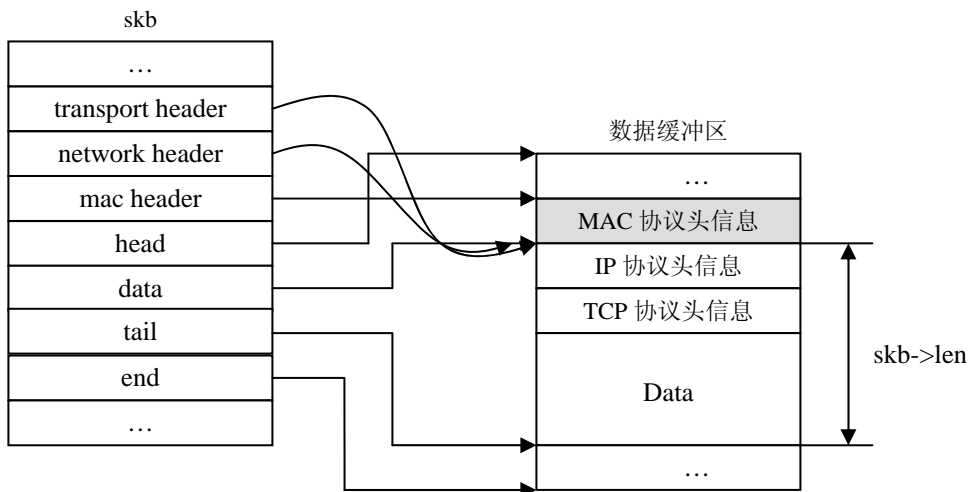 skb
…
transport header
network header
mac header
head
data
tail
end
…
数据缓冲区
…
MAC 协议头信息
IP 协议头信息
TCP 协议头信息
Data
…
skb->len